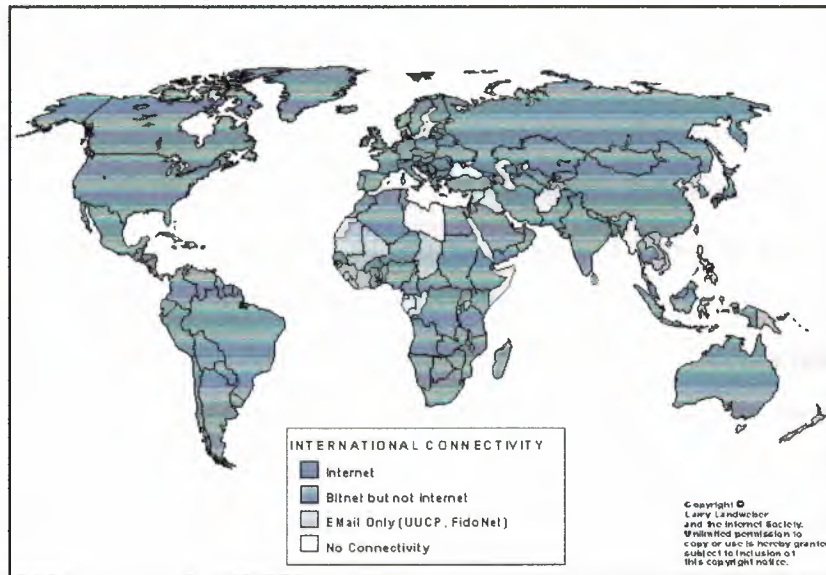 INTERNATIONAL CONNECTIVITY
Internet
Bitnet but not Internet
EMail Only (UUCP, FidoNet)
No Connectivity
Copyright ©
Larry Landweber
and the Internet Society.
Unlimited permission to
copy or use is hereby granted
subject to inclusion of
this copyright notice.